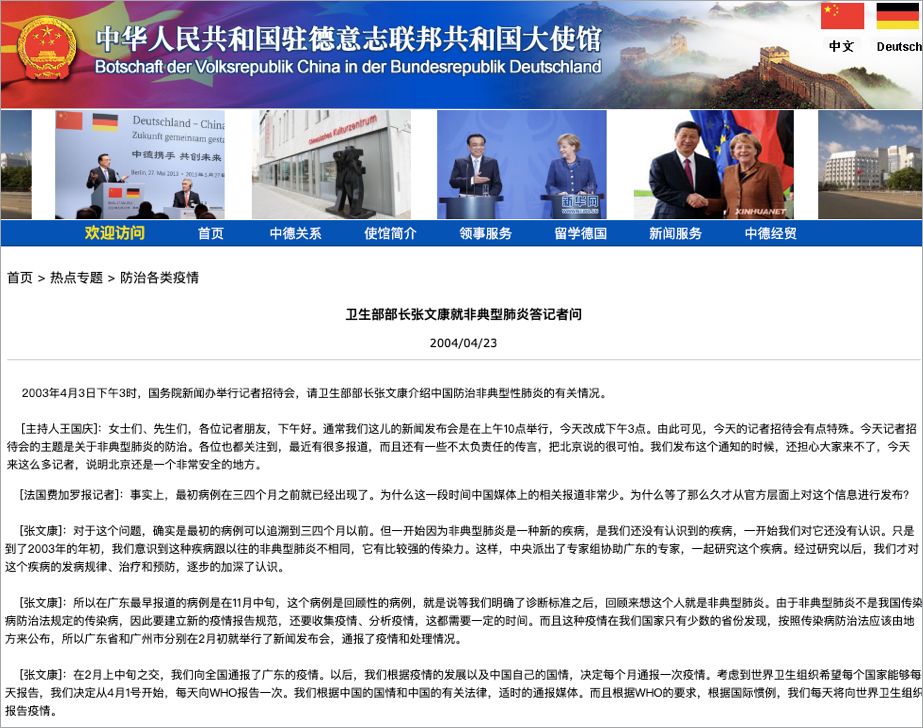 中华人民共和国驻德意志联邦共和国大使馆
Botschaft der Volksrepublik China in der Bundesrepublik Deutschland
中文
Deutsch
Deutschland – China
Zukunft gemeinsam gesta
中德携手 共创未来
Berlin, 27. Mai 2013
Chinesisches Kulturzentrum
新华网
XINHUANET
欢迎访问 首页 中德关系 使馆简介 领事服务 留学德国 新闻服务 中德经贸
首页 > 热点专题 > 防治各类疫情
卫生部部长张文康就非典型肺炎答记者问
2004/04/23
2003年4月3日下午3时，国务院新闻办举行记者招待会，请卫生部部长张文康介绍中国防治非典型性肺炎的有关情况。
[主持人王国庆]：女士们、先生们，各位记者朋友，下午好。通常我们这儿的新闻发布会是在上午10点举行，今天改成下午3点。由此可见，今天的记者招待会有点特殊。今天记者招
待会的主题是关于非典型肺炎的防治。各位也都关注到，最近有很多报道，而且还有一些不太负责任的传言，把北京说的很可怕。我们发布这个通知的时候，还担心大家来不了，今天
来这么多记者，说明北京还是一个非常安全的地方。
[法国费加罗报记者]：事实上，最初病例在三四个月之前就已经出现了。为什么这一段时间中国媒体上的相关报道非常少。为什么等了那么久才从官方层面上对这个信息进行发布？
[张文康]：对于这个问题，确实是最初的病例可以追溯到三四个月以前。但一开始因为非典型肺炎是一种新的疾病，是我们还没有认识到的疾病，一开始我们对它还没有认识。只是
到了2003年的年初，我们意识到这种疾病跟以往的非典型肺炎不相同，它有比较强的传染力。这样，中央派出了专家组协助广东的专家，一起研究这个疾病。经过研究以后，我们才对
这个疾病的发病规律、治疗和预防，逐步的加深了认识。
[张文康]：所以在广东最早报道的病例是在11月中旬，这个病例是回顾性的病例，就是说等我们明确了诊断标准之后，回顾来想这个人就是非典型肺炎。由于非典型肺炎不是我国传染
病防治法规定的传染病，因此要建立新的疫情报告规范，还要收集疫情、分析疫情，这都需要一定的时间。而且这种疫情在我们国家只有少数的省份发现，按照传染病防治法应该由地
方来公布，所以广东省和广州市分别在2月初就举行了新闻发布会，通报了疫情和处理情况。
[张文康]：在2月上中旬之交，我们向全国通报了广东的疫情。以后，我们根据疫情的发展以及中国自己的国情，决定每个月通报一次疫情。考虑到世界卫生组织希望每个国家能够每
天报告，我们决定从4月1号开始，每天向WHO报告一次。我们根据中国的国情和中国的有关法律，适时的通报媒体。而且根据WHO的要求，根据国际惯例，我们每天将向世界卫生组织
报告疫情。